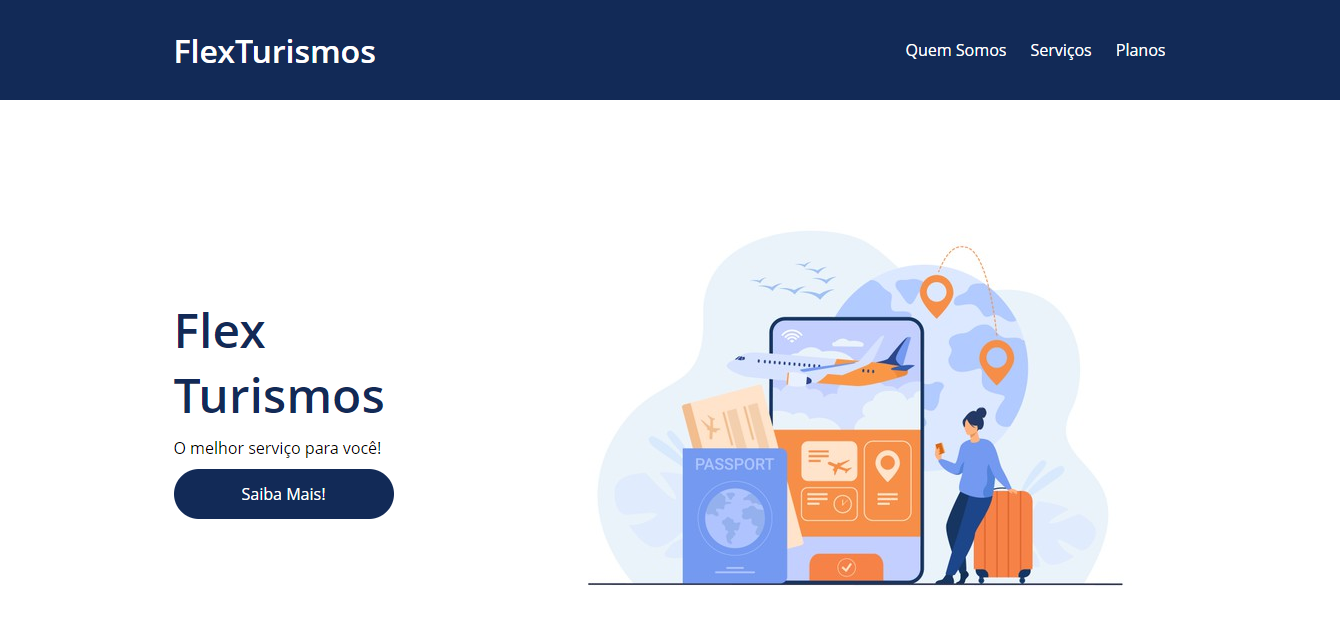 FlexTurismos
Quem Somos Serviços Planos
Flex
Turismos
O melhor serviço para você!
Saiba Mais!
PASSPORT